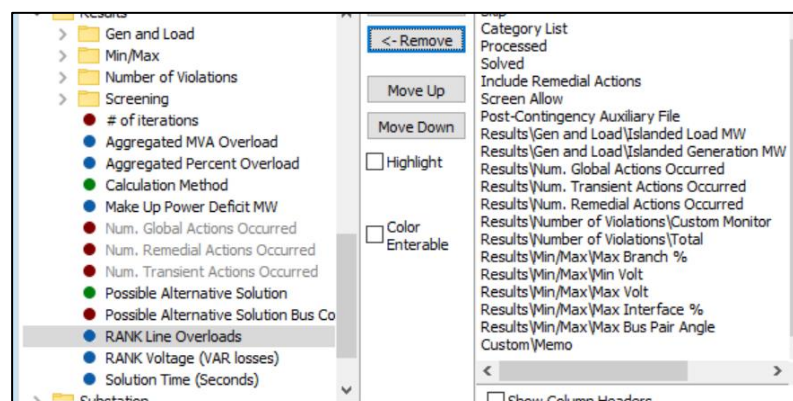 Results
Gen and Load
Min/Max
Number of Violations
Screening
# of iterations
Aggregated MVA Overload
Aggregated Percent Overload
Calculation Method
Make Up Power Deficit MW
Num. Global Actions Occurred
Num. Remedial Actions Occurred
Num. Transient Actions Occurred
Possible Alternative Solution
Possible Alternative Solution Bus Co
RANK Line Overloads
RANK Voltage (VAR losses)
Solution Time (Seconds)
Substation
<- Remove
Move Up
Move Down
Highlight
Color
Enterable
Skip
Category List
Processed
Solved
Include Remedial Actions
Screen Allow
Post-Contingency Auxiliary File
Results\Gen and Load\Islanded Load MW
Results\Gen and Load\Islanded Generation MW
Results\Num. Global Actions Occurred
Results\Num. Transient Actions Occurred
Results\Num. Remedial Actions Occurred
Results\Number of Violations\Custom Monitor
Results\Number of Violations\Total
Results\Min/Max\Max Branch %
Results\Min/Max\Min Volt
Results\Min/Max\Max Volt
Results\Min/Max\Max Interface %
Results\Min/Max\Max Bus Pair Angle
Custom\Memo
Show Column Headers